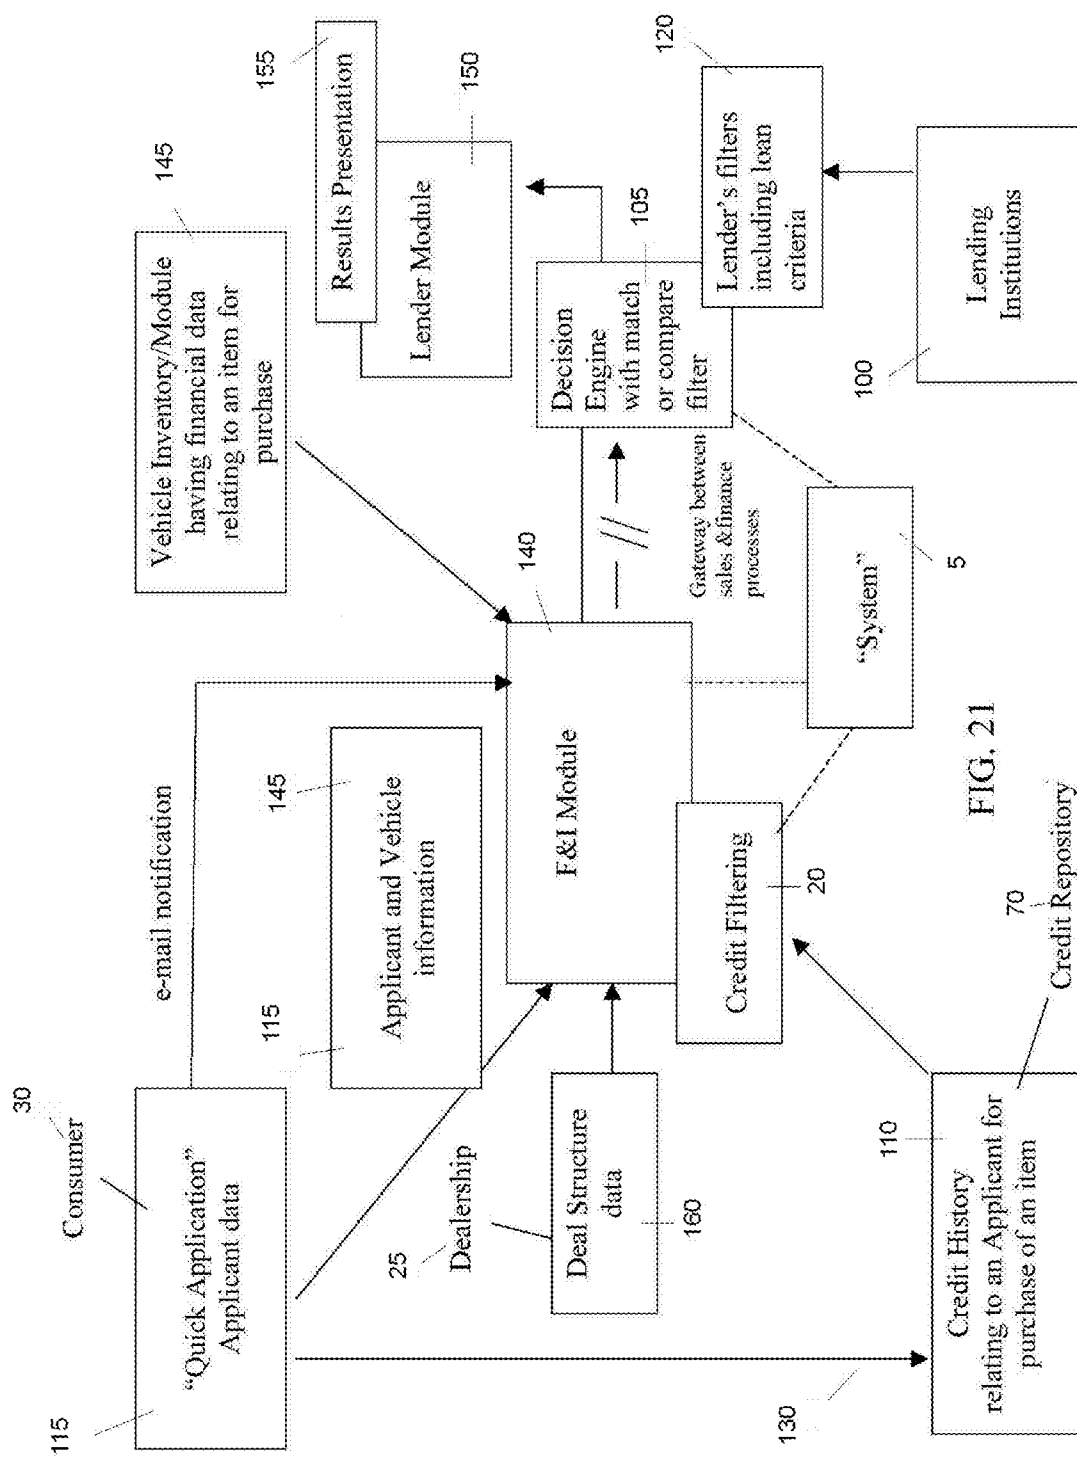 30
Consumer
115
“Quick Application”
Applicant data
e-mail notification
145
Vehicle Inventory/Module
having financial data
relating to an item for
purchase
155
Results Presentation
150
Lender Module
115
145
Applicant and Vehicle
information
25
Dealership
Deal Structure
data
160
140
F&I Module
Credit Filtering
20
Gateway between
sales &finance
processes
105
Decision
Engine
with match
or compare
filter
120
Lender’s filters
including loan
criteria
Lending
Institutions
100
“System”
5
130
110
Credit History
relating to an Applicant for
purchase of an item
70
Credit Repository
FIG. 21